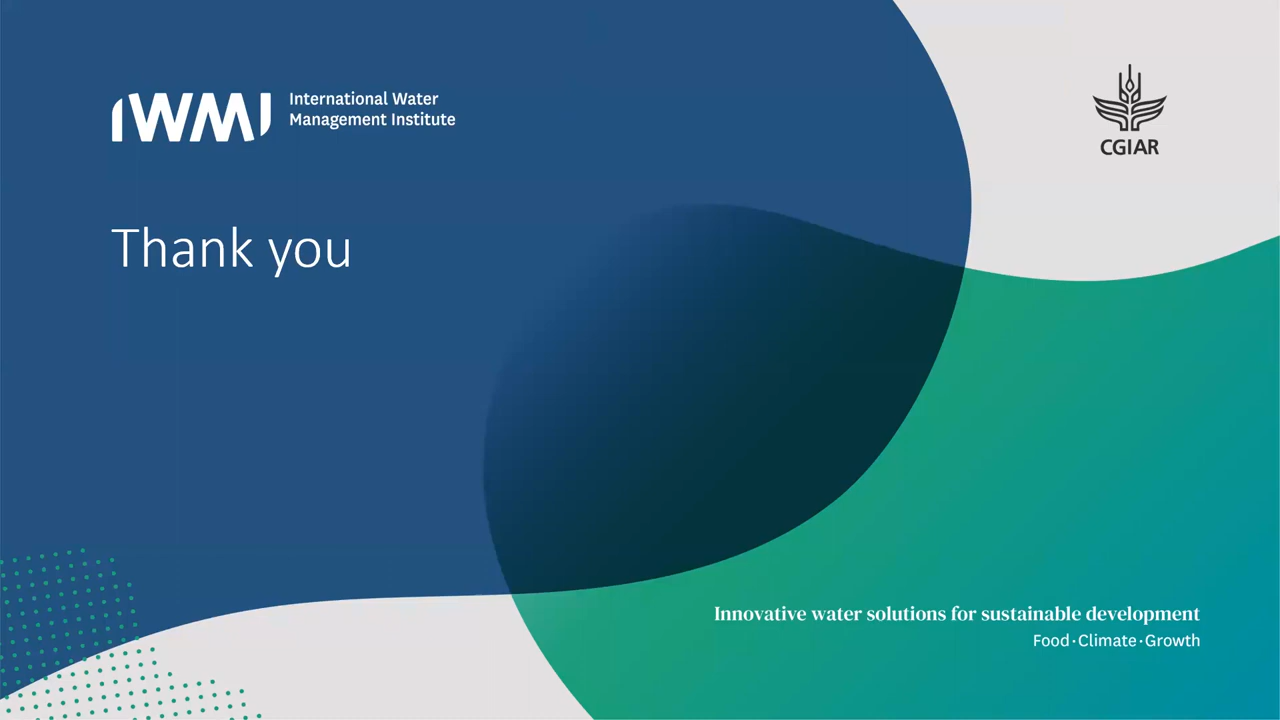 IWMI
International Water
Management Institute
CGIAR
Thank you
Innovative water solutions for sustainable development
Food·Climate·Growth